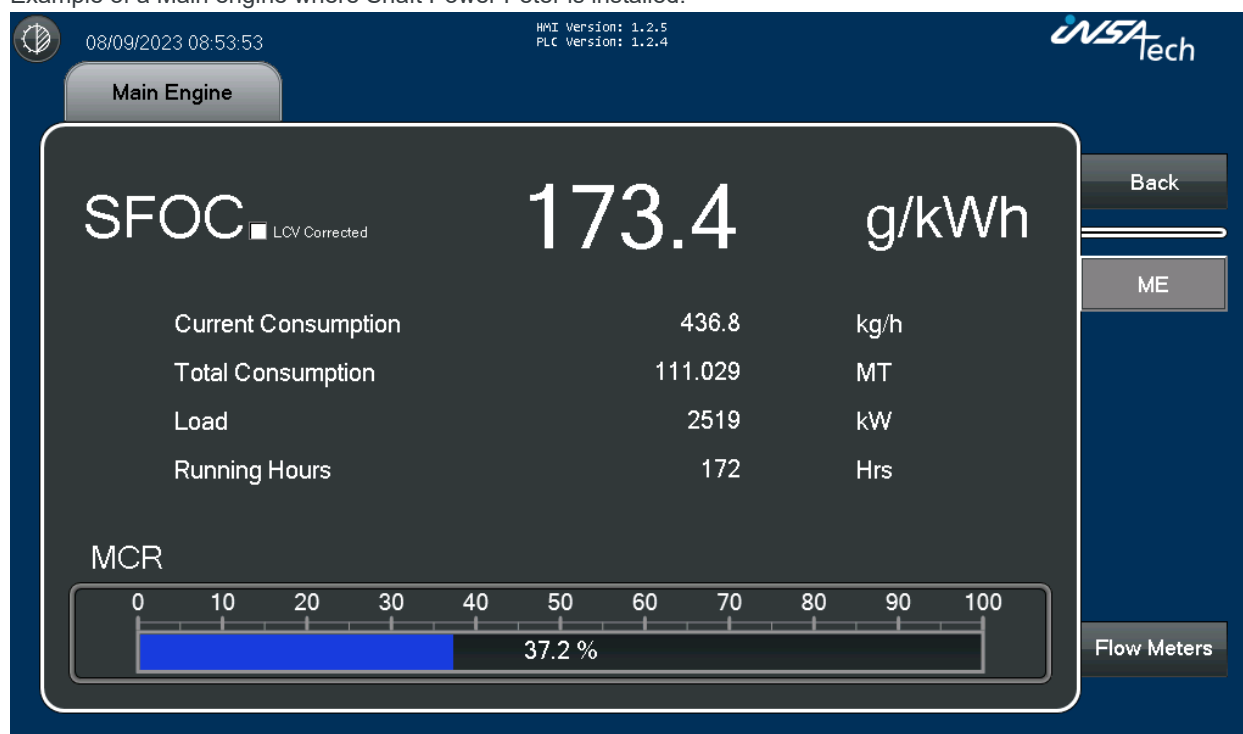 Example of a Main engine where Shaft Power Peter is installed.
08/09/2023 08:53:53
HMI Version: 1.2.5
PLC Version: 1.2.4
iNSATech
Main Engine
Back
SFOC LCV Corrected 173.4 g/kWh
ME
Current Consumption 436.8 kg/h
Total Consumption 111.029 MT
Load 2519 kW
Running Hours 172 Hrs
MCR
0 10 20 30 40 50 60 70 80 90 100
37.2 %
Flow Meters